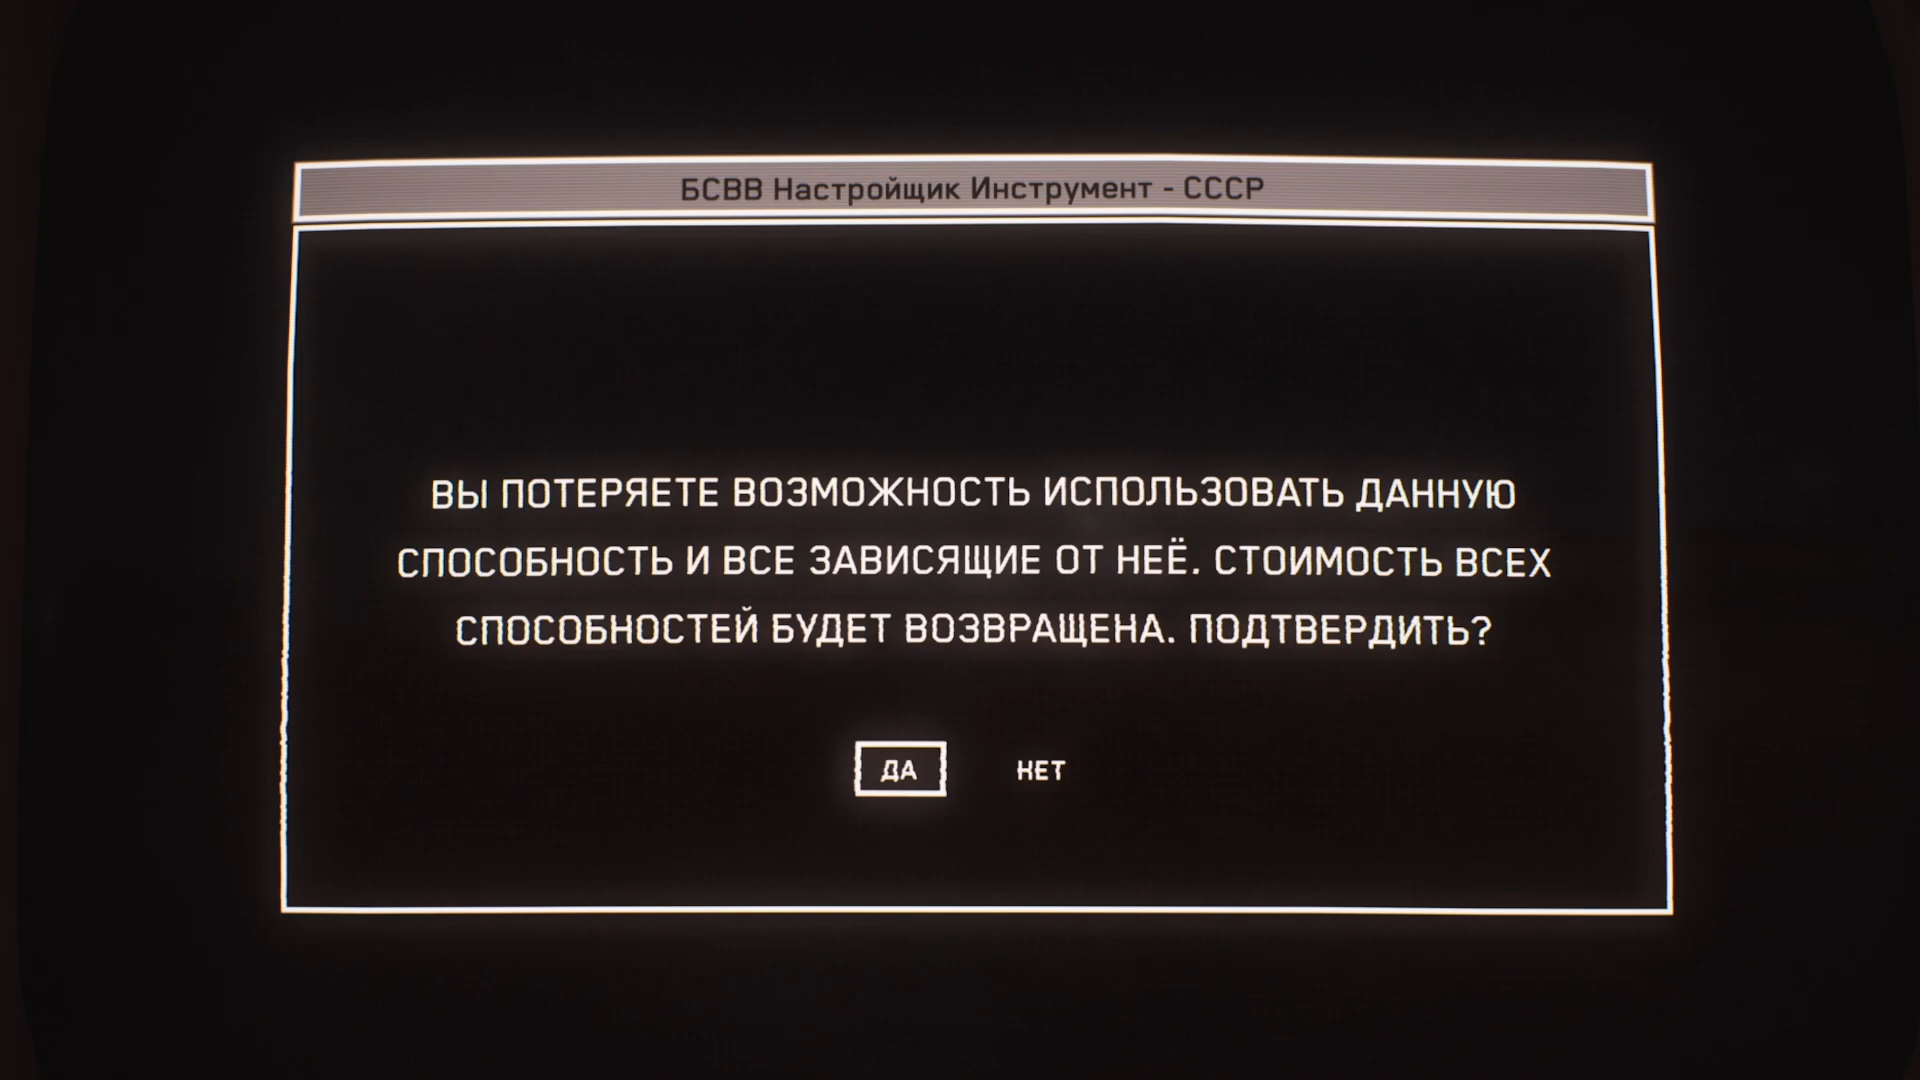 БСВВ Настройщик Инструмент - СССР
ВЫ ПОТЕРЯЕТЕ ВОЗМОЖНОСТЬ ИСПОЛЬЗОВАТЬ ДАННУЮ
СПОСОБНОСТЬ И ВСЕ ЗАВИСЯЩИЕ ОТ НЕЁ. СТОИМОСТЬ ВСЕХ
СПОСОБНОСТЕЙ БУДЕТ ВОЗВРАЩЕНА. ПОДТВЕРДИТЬ?
ДА НЕТ